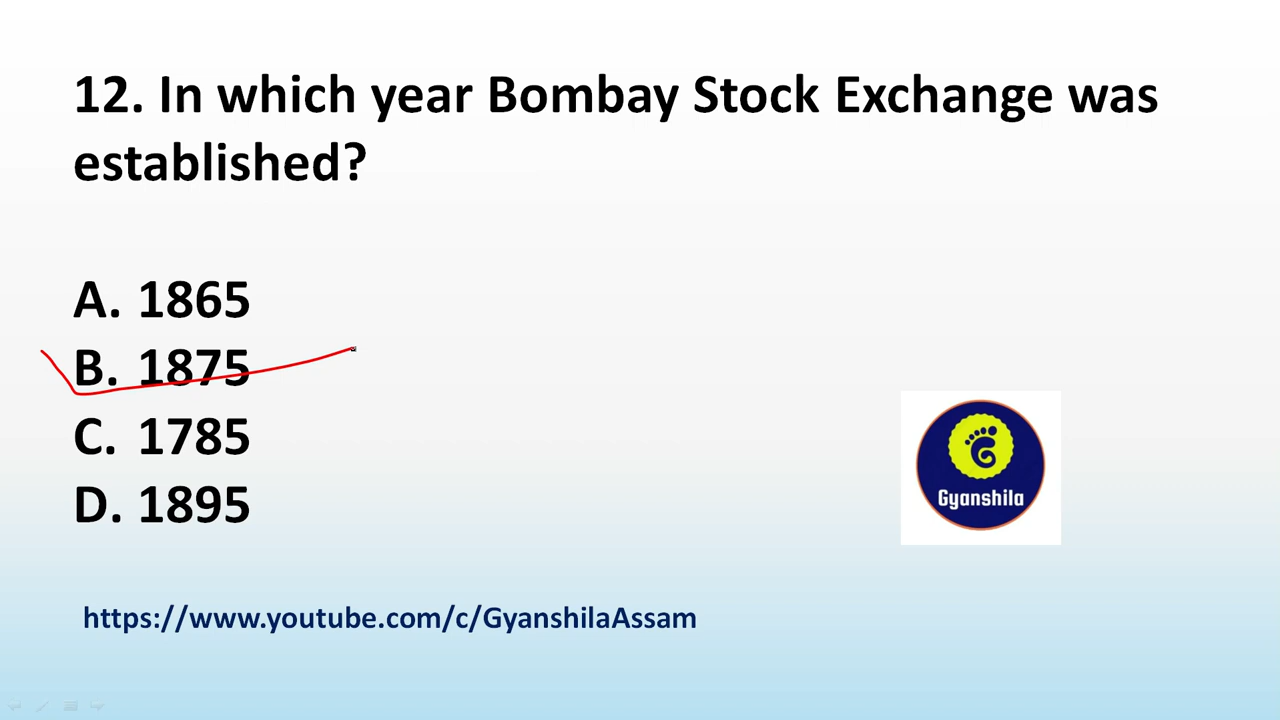 12. In which year Bombay Stock Exchange was
established?
A. 1865
B. 1875
C. 1785
D. 1895
Gyanshila
https://www.youtube.com/c/GyanshilaAssam